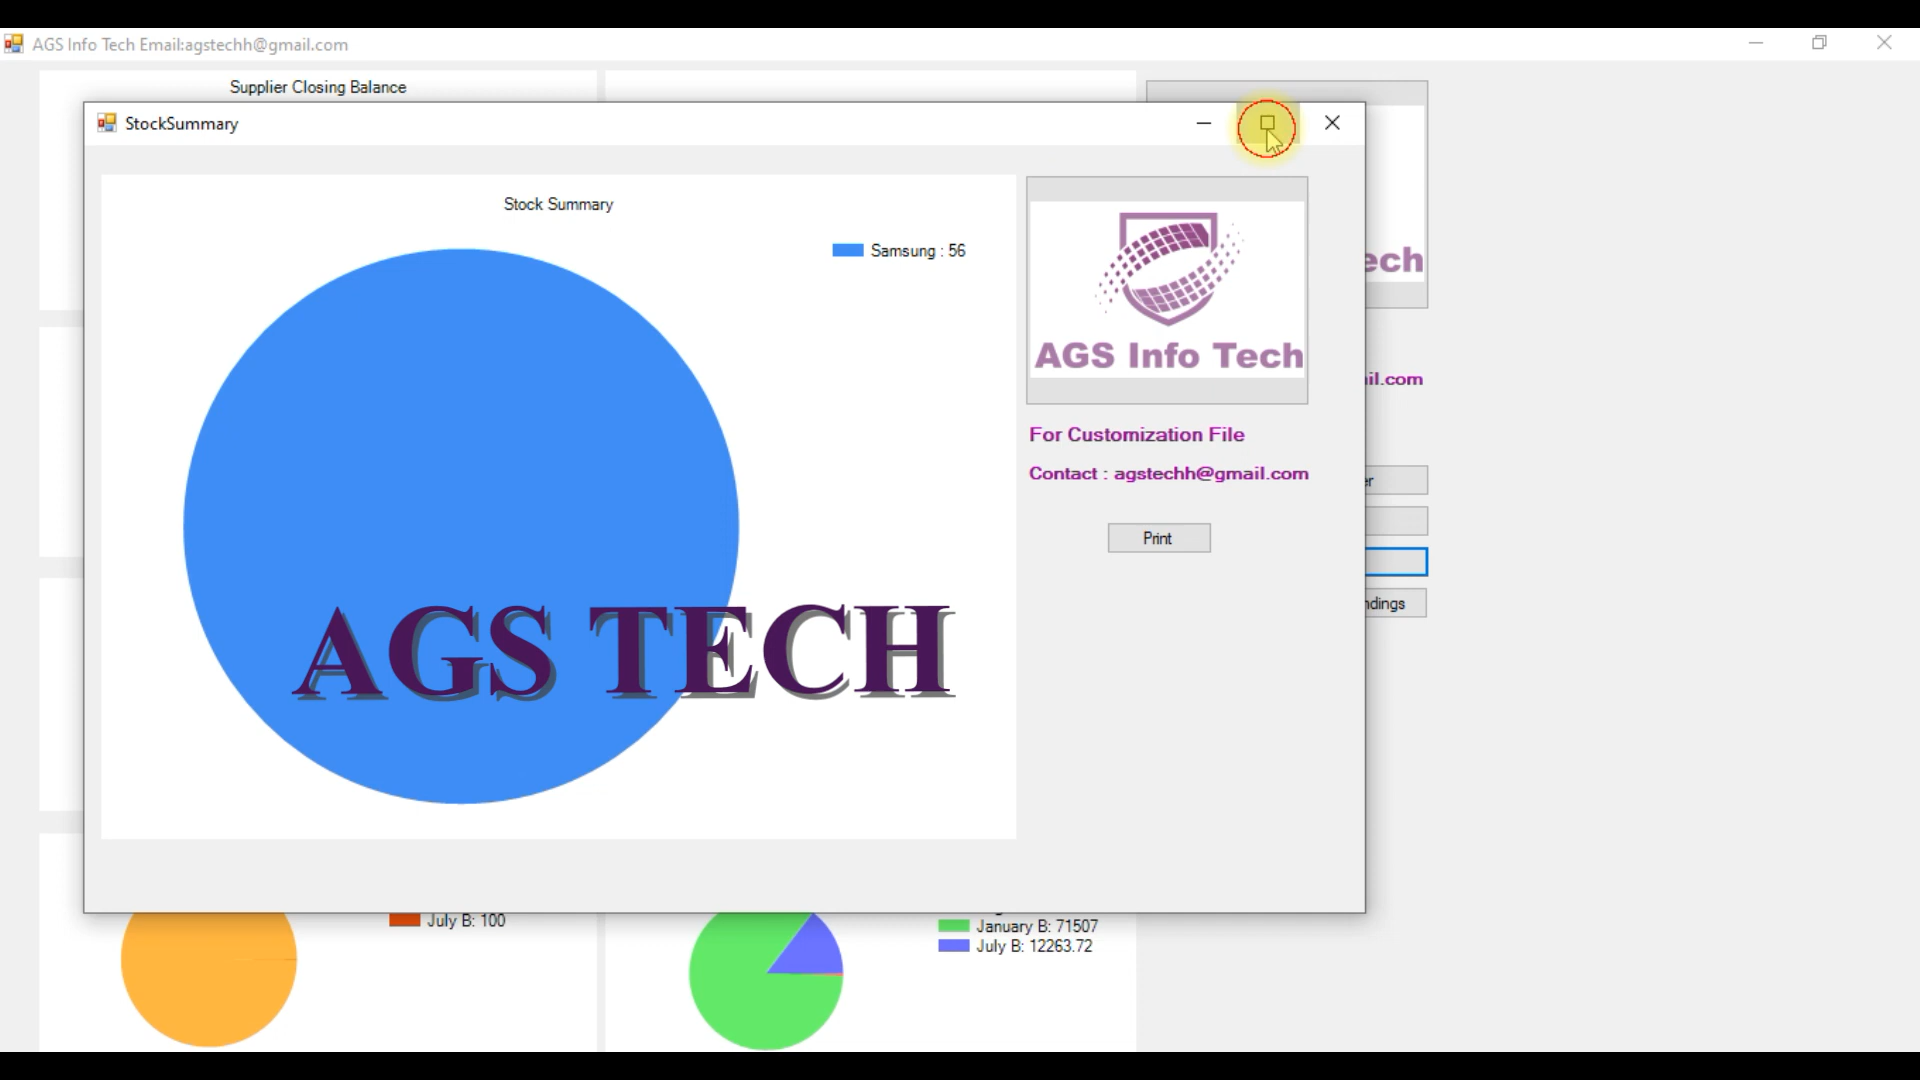 AGS Info Tech Email:agstechh@gmail.com
Supplier Closing Balance
StockSummary
Stock Summary
Samsung : 56
AGS Info Tech
ech
il.com
For Customization File
Contact : agstechh@gmail.com
er
Print
ndings
AGS TECH
July B: 100
January B: 71507
July B: 12263.72